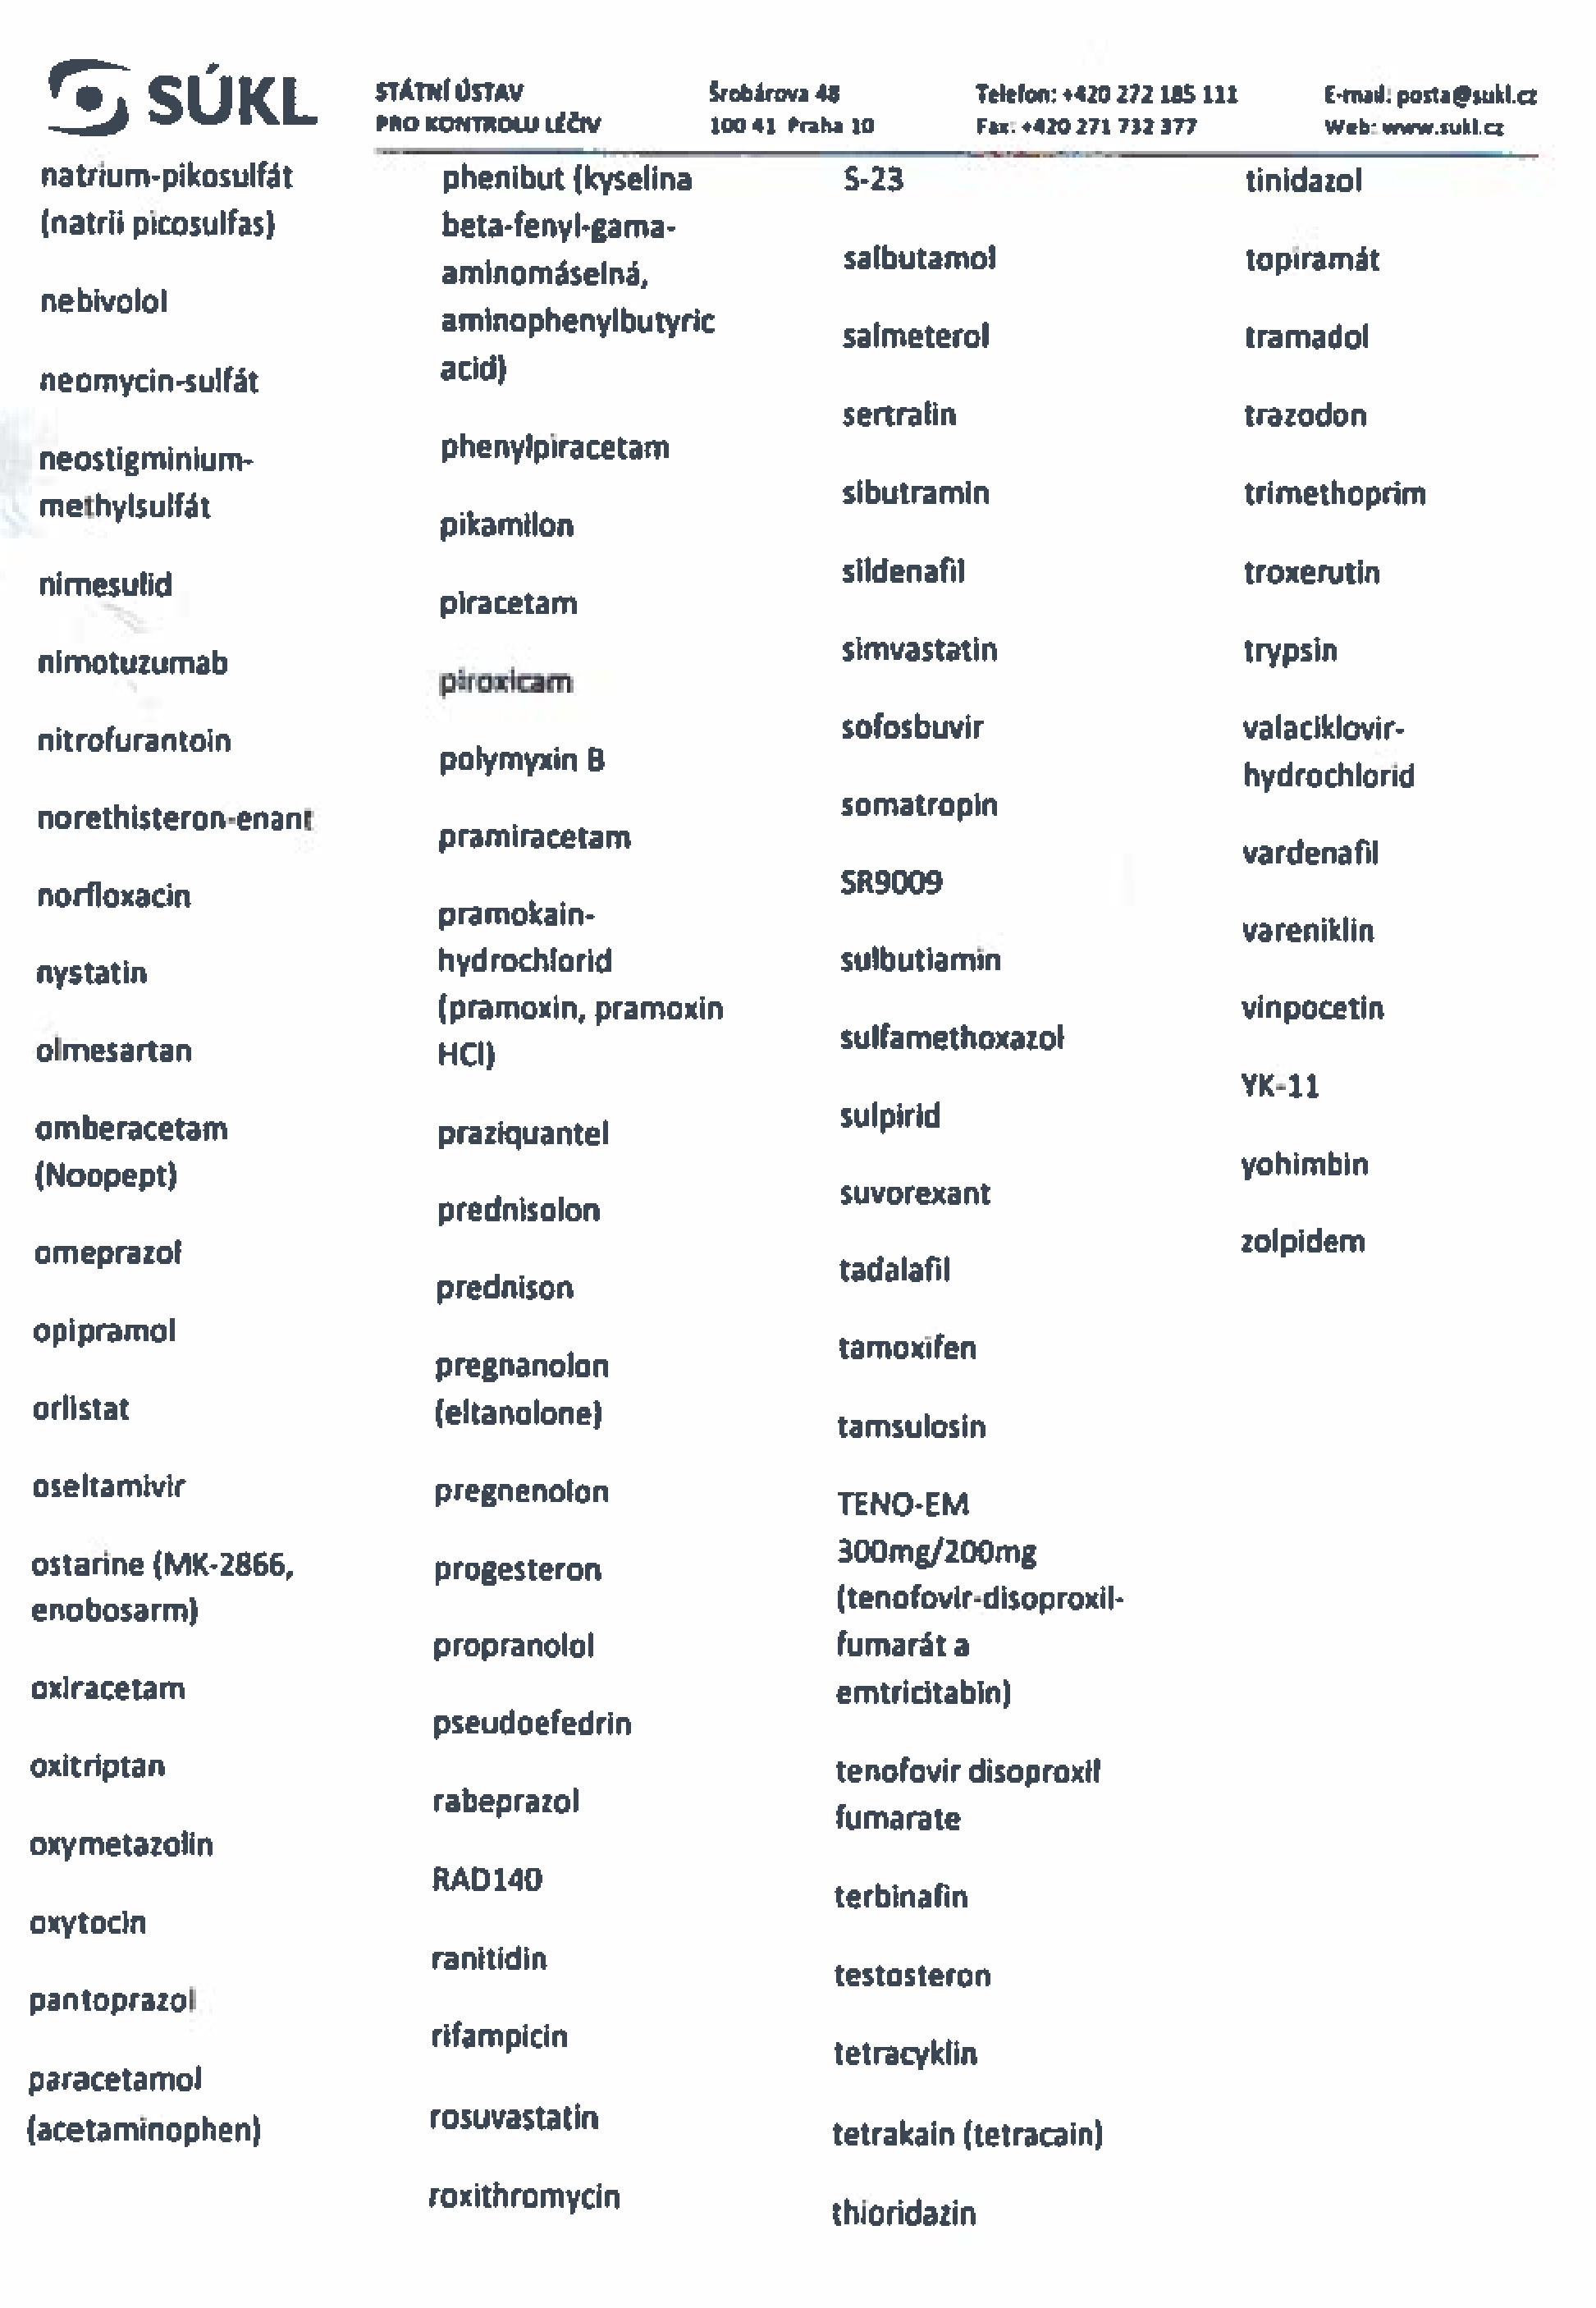 SÚKL
STÁTNÍ ÚSTAV
PRO KONTROLU LÉČIV
Šrobárova 48
100 41 Praha 10
Telefon: +420 272 185 111
Fax: +420 271 732 377
E-mail: posta@sukl.cz
Web: www.sukl.cz
natrium-pikosulfát
(natrii picosulfas)
nebivolol
neomycin-sulfát
neostigminium-
methylsulfát
nimesulid
nimotuzumab
nitrofurantoin
norethisteron-enant
norfloxacin
nystatin
olmesartan
omberacetam
(Noopept)
omeprazol
opipramol
orlistat
oseltamivir
ostarine (MK-2866,
enobosarm)
oxiracetam
oxitriptan
oxymetazolin
oxytocin
pantoprazol
paracetamol
(acetaminophen)
phenibut (kyselina
beta-fenyl-gama-
aminomáselná,
aminophenylbutyric
acid)
phenylpiracetam
pikamilon
piracetam
piroxicam
polymyxin B
pramiracetam
pramokain-
hydrochlorid
(pramoxin, pramoxin
HCl)
praziquantel
prednisolon
prednison
pregnanolon
(eltanolone)
pregnenolon
progesteron
propranolol
pseudoefedrin
rabeprazol
RAD140
ranitidin
rifampicin
rosuvastatin
roxithromycin
S-23
salbutamol
salmeterol
sertralin
sibutramin
sildenafil
simvastatin
sofosbuvir
somatropin
SR9009
sulbutiamin
sulfamethoxazol
sulpirid
suvorexant
tadalafil
tamoxifen
tamsulosin
TENO-EM
300mg/200mg
(tenofovir-disoproxil-
fumarát a
emtricitabin)
tenofovir disoproxil
fumarate
terbinafin
testosteron
tetracyklin
tetrakain (tetracain)
thioridazin
tinidazol
topiramát
tramadol
trazodon
trimethoprim
troxerutin
trypsin
valaciklovir-
hydrochlorid
vardenafil
vareniklin
vinpocetin
YK-11
yohimbin
zolpidem